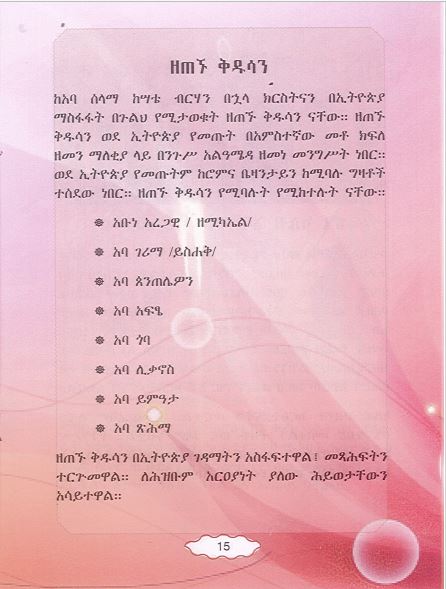 ዘጠኙ ቅዱሳን
ከአባ ሰላማ ከሣቴ ብርሃን በኋላ ክርስትናን በኢትዮጵያ
ማስፋፋት በጉልህ የሚታወቁት ዘጠኙ ቅዱሳን ናቸው፡፡ ዘጠኙ
ቅዱሳን ወደ ኢትዮጵያ የመጡት በአምስተኛው መቶ ክፍለ
ዘመን ማለቂያ ላይ በንጉሥ አልዓሜዳ ዘመነ መንግሥት ነበር፡፡
ወደ ኢትዮጵያ የመጡትም ከሮምና ቤዛንታይን ከሚባሉ ግዛቶች
ተሰደው ነበር፡፡ ዘጠኙ ቅዱሳን የሚባሉት የሚከተሉት ናቸው፡፡
አቡነ አረጋዊ / ዘሚካኤል/
አባ ገሪማ /ይስሐቅ/
አባ ጰንጠሌዎን
አባ አፍፄ
አባ ጎባ
አባ ሊቃኖስ
አባ ይምዓታ
አባ ጽሕማ
ዘጠኙ ቅዱሳን በኢትዮጵያ ገዳማትን አስፋፍተዋል፤ መጻሕፍትን
ተርጉመዋል፡፡ ለሕዝቡም አርዐያነት ያለው ሕይወታቸውን
አሳይተዋል፡፡
15